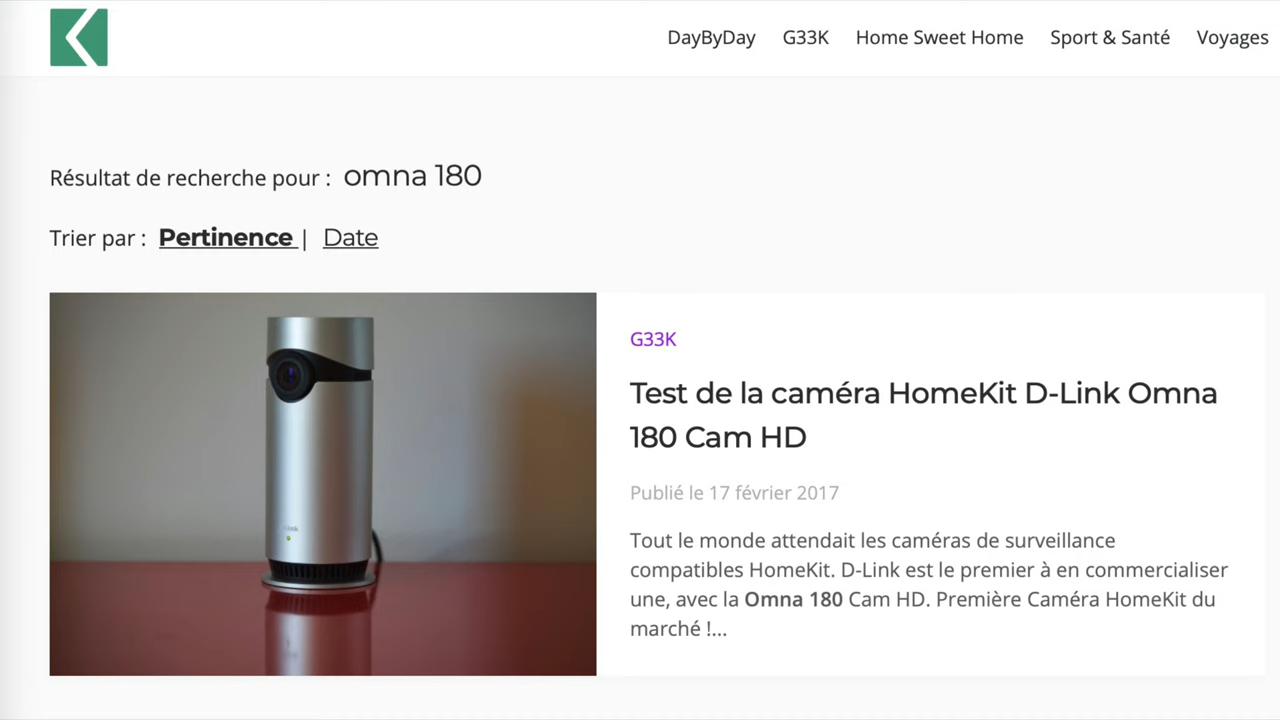 DayByDay G33K Home Sweet Home Sport & Santé Voyages
Résultat de recherche pour : omna 180
Trier par : Pertinence | Date
G33K
Test de la caméra HomeKit D-Link Omna
180 Cam HD
Publié le 17 février 2017
Tout le monde attendait les caméras de surveillance
compatibles HomeKit. D-Link est le premier à en commercialiser
une, avec la Omna 180 Cam HD. Première Caméra HomeKit du
marché !...